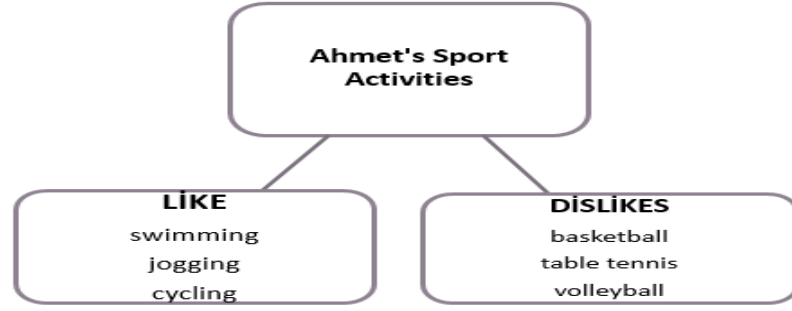 Ahmet's Sport
Activities
LİKE
swimming
jogging
cycling
DİSLİKES
basketball
table tennis
volleyball